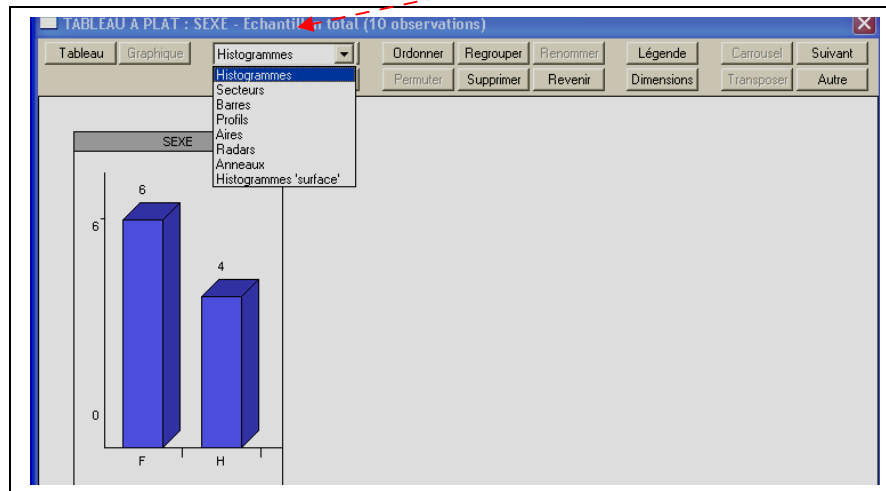 TABLEAU A PLAT : SEXE - Echantillon total (10 observations)
Tableau Graphique Histogrammes Ordonner Regrouper Renommer Légende Carrousel Suivant
Permuter Supprimer Revenir Dimensions Transposer Autre
Histogrammes
Secteurs
Barres
Profils
Aires
Radars
Anneaux
Histogrammes 'surface'
SEXE
6
6
4
0
F H